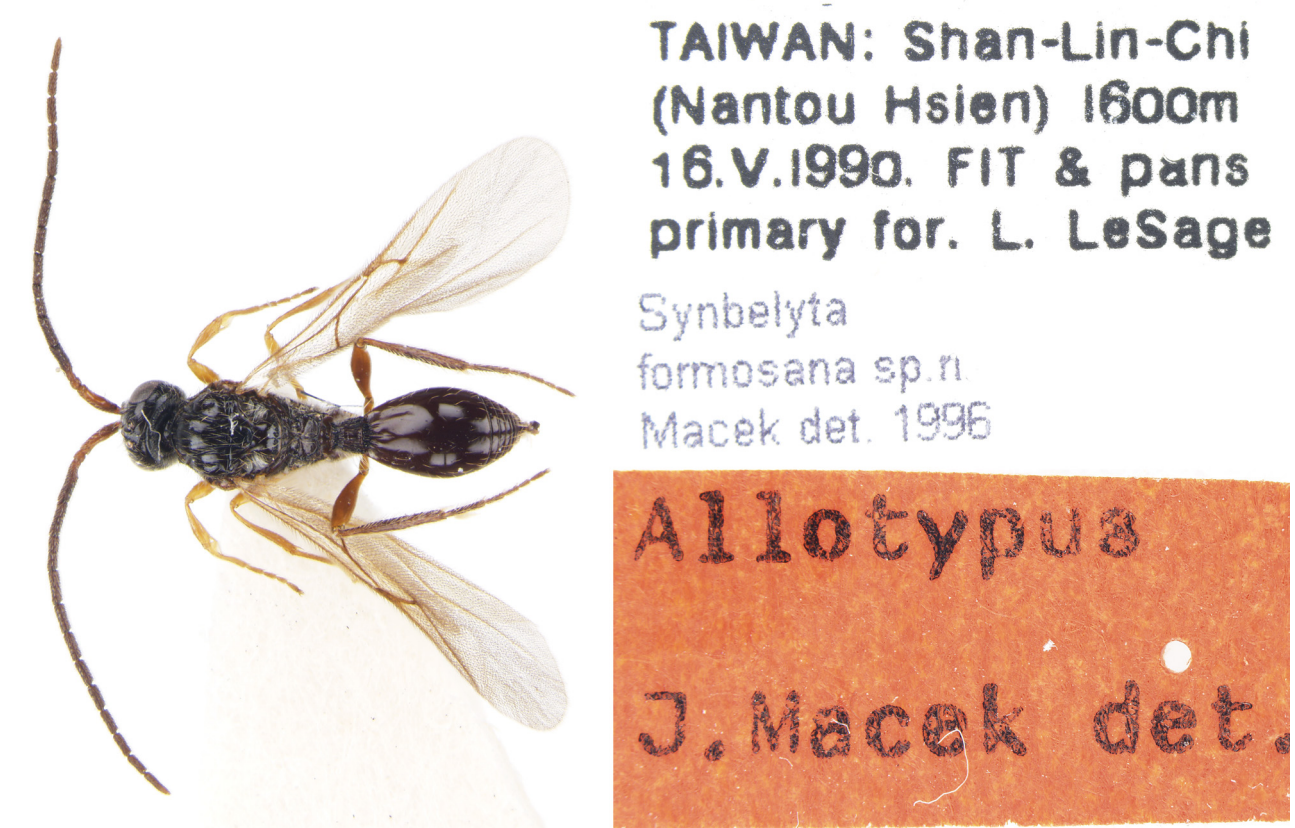 TAIWAN: Shan-Lin-Chi
(Nantou Hsien) 1600m
16.V.1990. FIT & pans
primary for. L. LeSage
Synbelyta
formosana sp.n.
Macek det. 1996
Allotypus
J.Macek det.